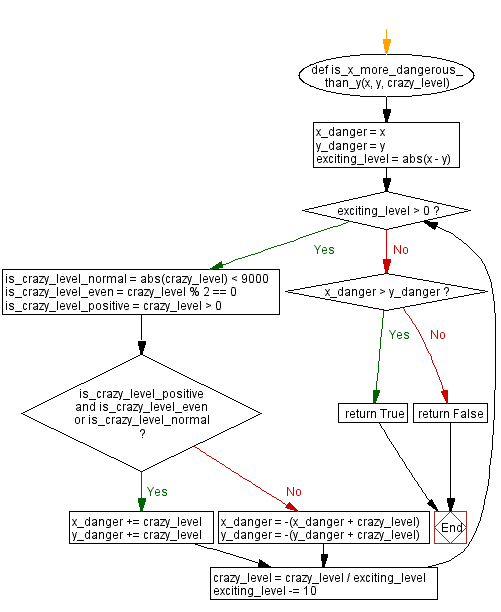 def is_x_more_dangerous_
than_y(x, y, crazy_level)
x_danger = x
y_danger = y
exciting_level = abs(x - y)
exciting_level > 0 ?
Yes
No
is_crazy_level_normal = abs(crazy_level) < 9000
is_crazy_level_even = crazy_level % 2 == 0
is_crazy_level_positive = crazy_level > 0
x_danger > y_danger ?
Yes
No
is_crazy_level_positive
and is_crazy_level_even
or is_crazy_level_normal
?
return True
return False
Yes
No
x_danger += crazy_level
y_danger += crazy_level
x_danger = -(x_danger + crazy_level)
y_danger = -(y_danger + crazy_level)
End
crazy_level = crazy_level / exciting_level
exciting_level -= 10